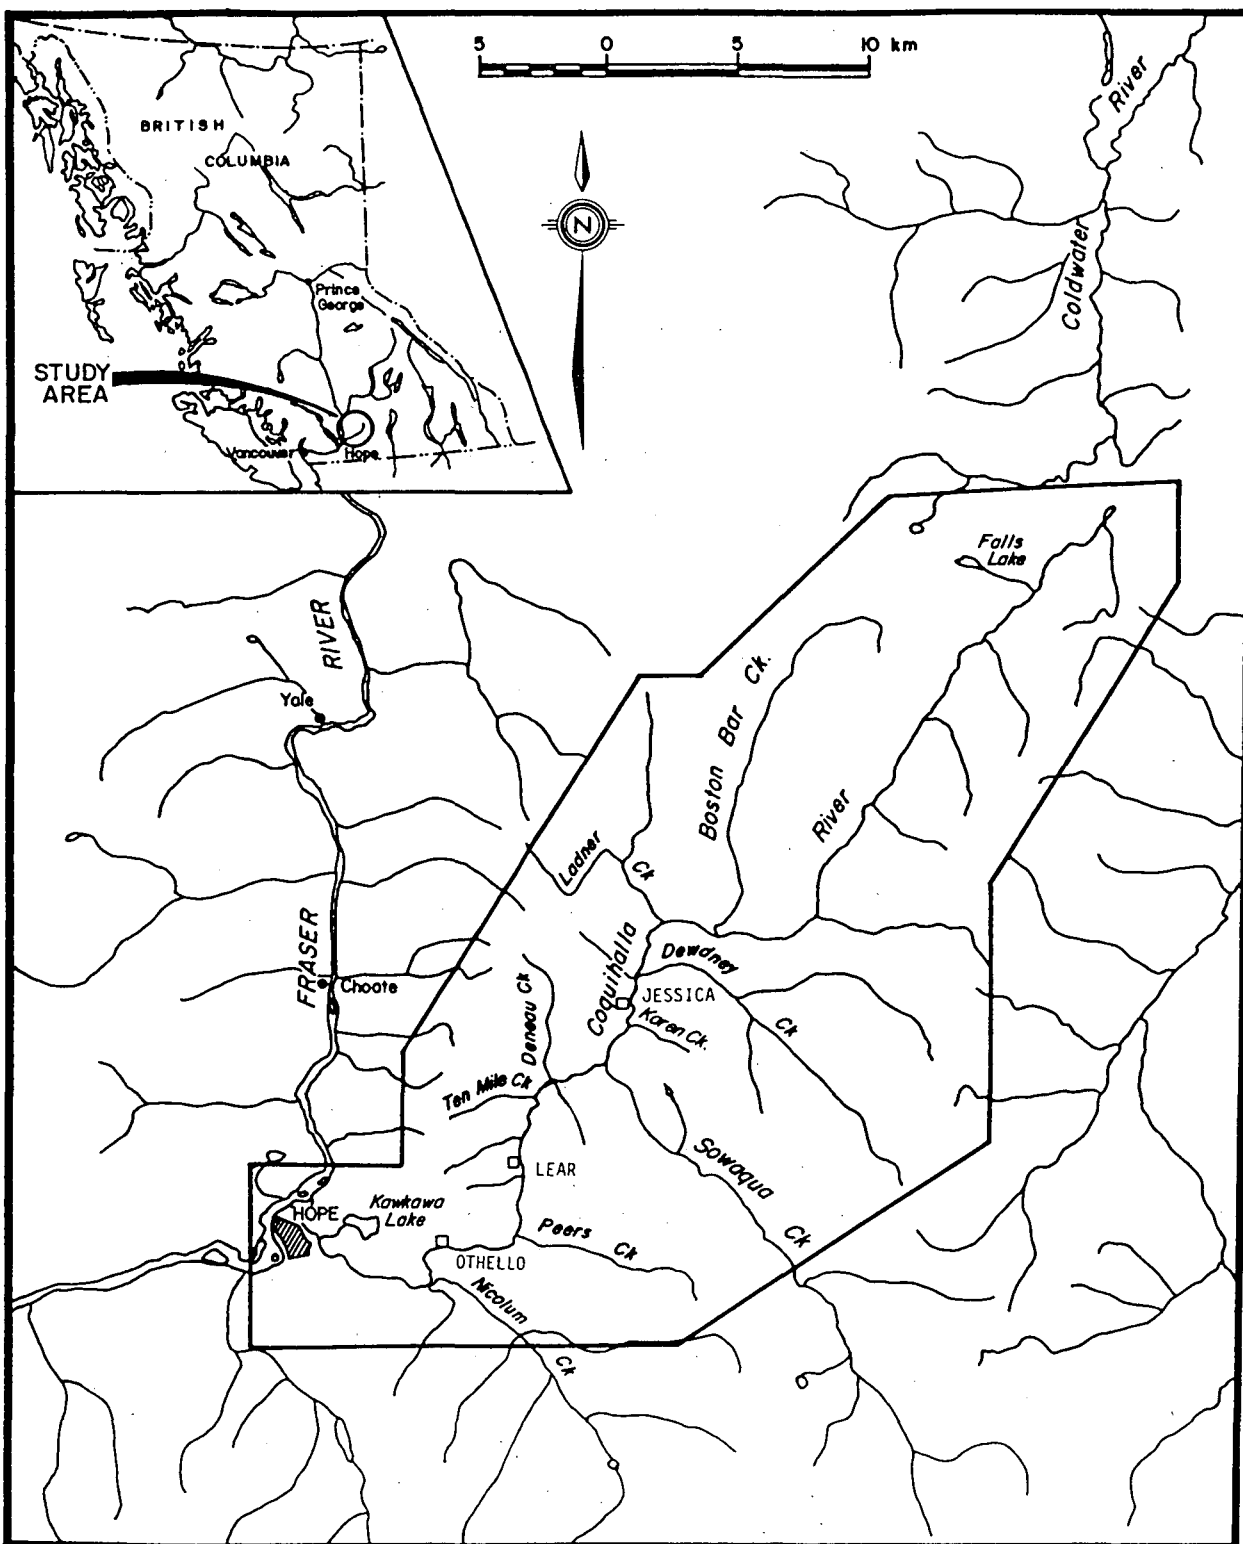 5 0 5 10 km
BRITISH
COLUMBIA
Prince
George
STUDY
AREA
Vancouver
Hope
N
River
Coldwater
Falls
Lake
RIVER
Yale
Boston Bar Ck.
River
Ladner
Ck
FRASER
Choate
Coquihalla
Dewdney
Ck
JESSICA
Karen Ck.
Deneau Ck
Ten Mile Ck
LEAR
Sowaqua
Ck
HOPE
Kawkawa
Lake
Peers
Ck
OTHELLO
Nicolum
Ck